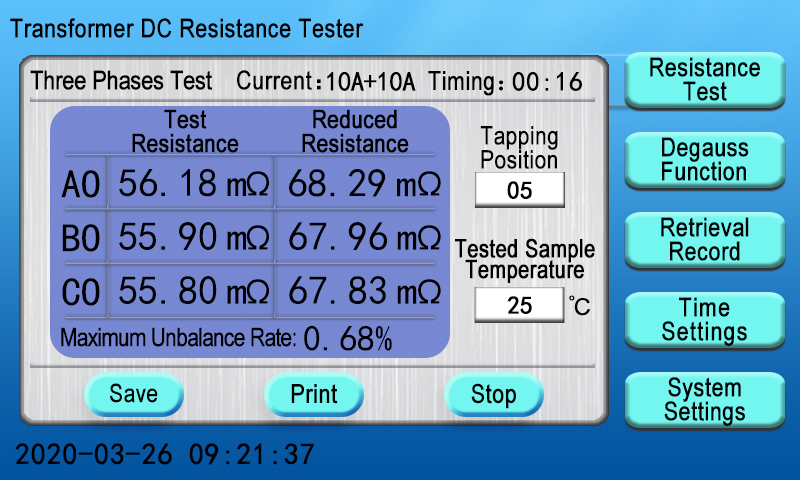 Transformer DC Resistance Tester
Three Phases Test Current:10A+10A Timing:00:16
Test Resistance
Reduced Resistance
A0 56.18 mΩ 68.29 mΩ
B0 55.90 mΩ 67.96 mΩ
C0 55.80 mΩ 67.83 mΩ
Maximum Unbalance Rate: 0.68%
Tapping
Position
05
Tested Sample
Temperature
25 ℃
Save Print Stop
Resistance
Test
Degauss
Function
Retrieval
Record
Time
Settings
System
Settings
2020-03-26 09:21:37